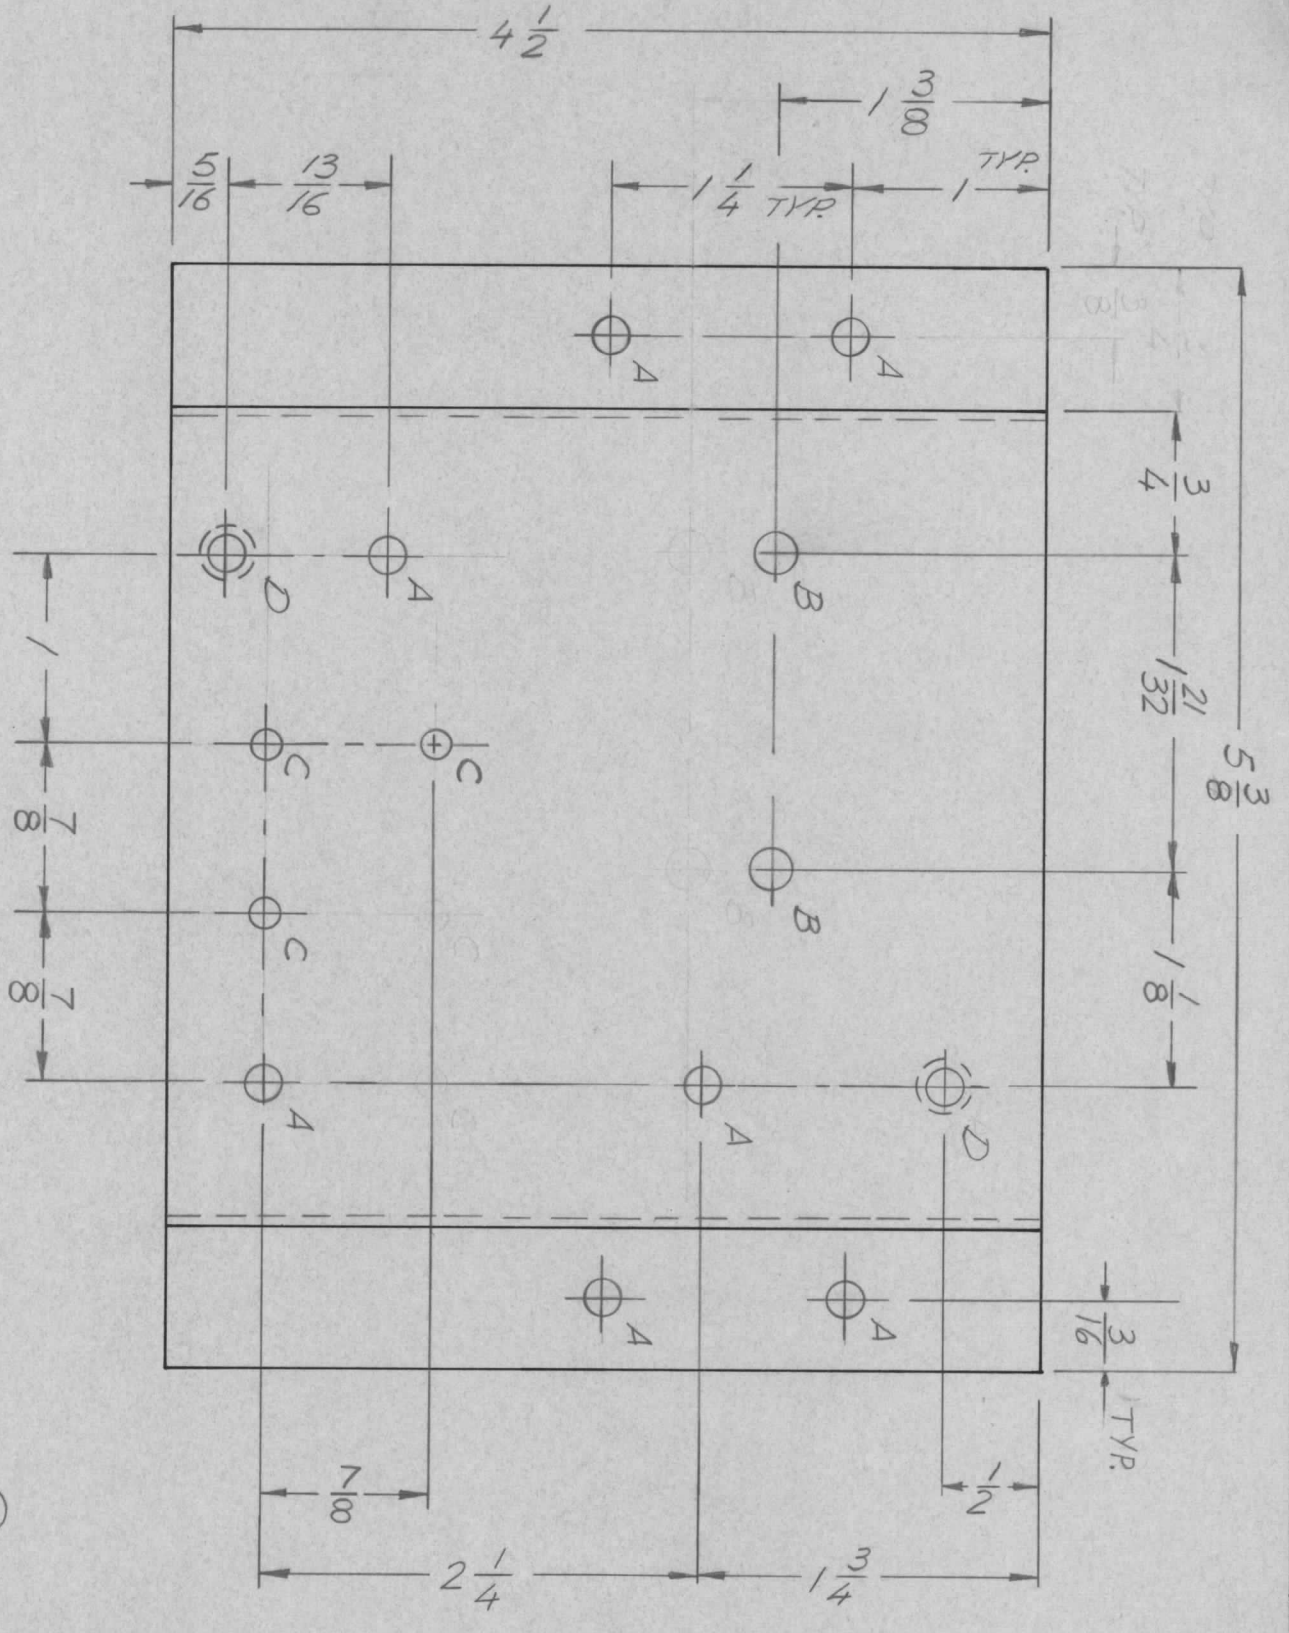 4 1/2
1 3/8
5/16
13/16
1 1/4 TYP.
1 TYP.
A
A
3/4
D
A
B
1
1 21/32
5 3/8
C
C
7/8
B
C
1 1/8
7/8
A
A
D
A
A
3/16 TYP.
7/8
1/2
2 1/4
1 3/4